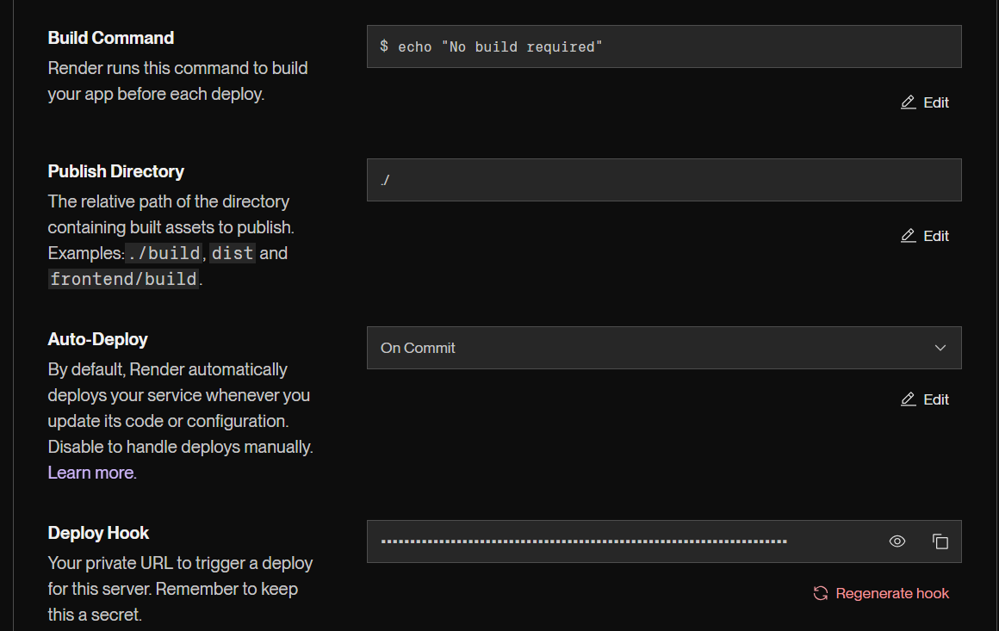 Build Command
Render runs this command to build
your app before each deploy.
$ echo "No build required"
Edit
Publish Directory
The relative path of the directory
containing built assets to publish.
Examples: ./build, dist and
frontend/build.
./
Edit
Auto-Deploy
By default, Render automatically
deploys your service whenever you
update its code or configuration.
Disable to handle deploys manually.
Learn more.
On Commit
Edit
Deploy Hook
Your private URL to trigger a deploy
for this server. Remember to keep
this a secret.
Regenerate hook